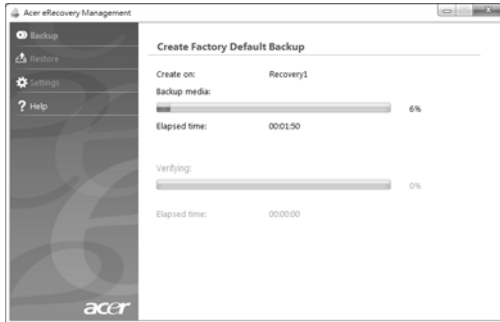 Acer eRecovery Management
Backup
Restore
Settings
? Help
Create Factory Default Backup
Create on: Recovery1
Backup media:
6%
Elapsed time: 00:01:50
Verifying:
0%
Elapsed time: 00:00:00
acer